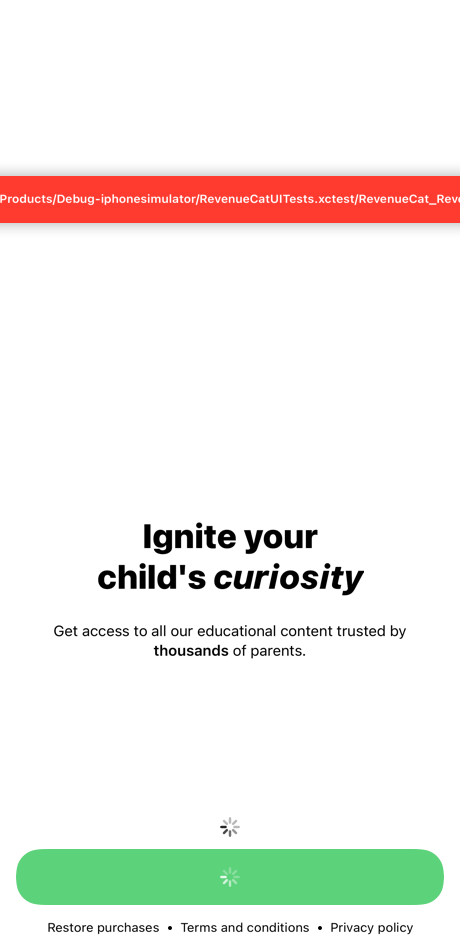 Products/Debug-iphonesimulator/RevenueCatUITests.xctest/RevenueCat_Reve
Ignite your
child's curiosity
Get access to all our educational content trusted by
thousands of parents.
Restore purchases • Terms and conditions • Privacy policy